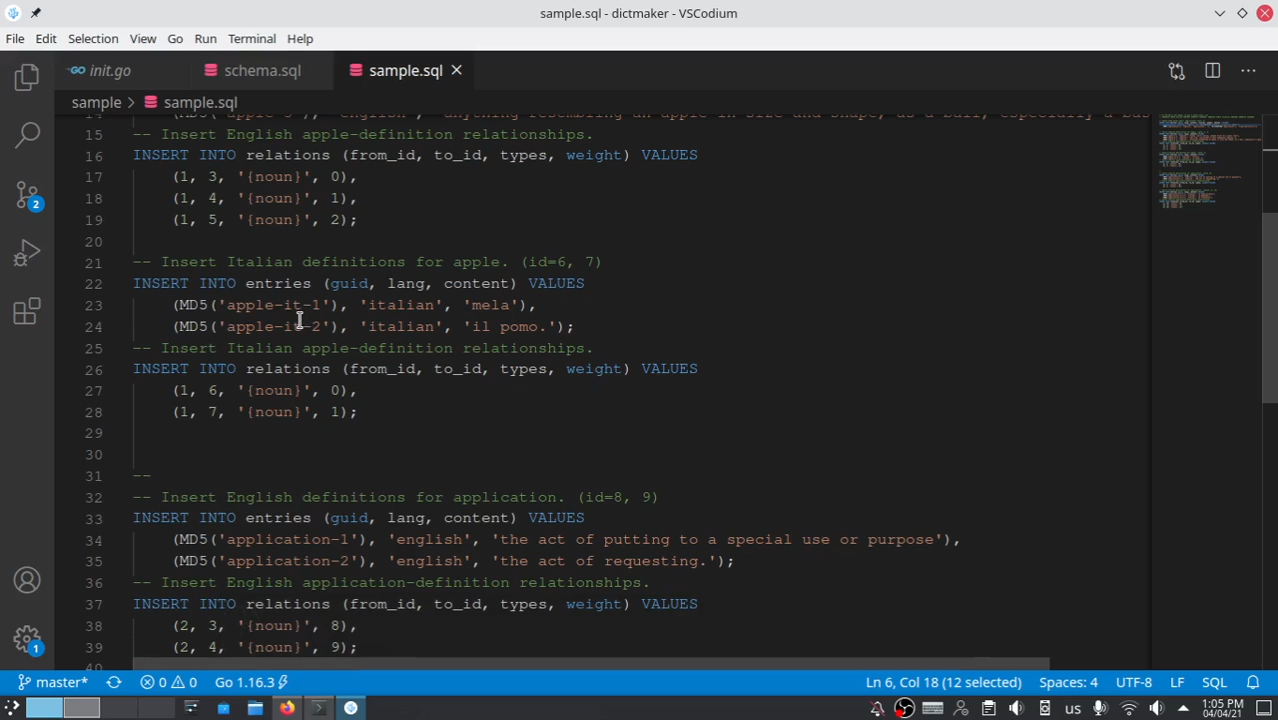 sample.sql - dictmaker - VSCodium
File Edit Selection View Go Run Terminal Help
init.go schema.sql sample.sql
sample > sample.sql
15 -- Insert English apple-definition relationships.
16 INSERT INTO relations (from_id, to_id, types, weight) VALUES
17 (1, 3, '{noun}', 0),
18 (1, 4, '{noun}', 1),
19 (1, 5, '{noun}', 2);
20
21 -- Insert Italian definitions for apple. (id=6, 7)
22 INSERT INTO entries (guid, lang, content) VALUES
23 (MD5('apple-it-1'), 'italian', 'mela'),
24 (MD5('apple-it-2'), 'italian', 'il pomo.');
25 -- Insert Italian apple-definition relationships.
26 INSERT INTO relations (from_id, to_id, types, weight) VALUES
27 (1, 6, '{noun}', 0),
28 (1, 7, '{noun}', 1);
29
30
31 --
32 -- Insert English definitions for application. (id=8, 9)
33 INSERT INTO entries (guid, lang, content) VALUES
34 (MD5('application-1'), 'english', 'the act of putting to a special use or purpose'),
35 (MD5('application-2'), 'english', 'the act of requesting.');
36 -- Insert English application-definition relationships.
37 INSERT INTO relations (from_id, to_id, types, weight) VALUES
38 (2, 3, '{noun}', 8),
39 (2, 4, '{noun}', 9);
40
2
1
master* 0 0 Go 1.16.3 Ln 6, Col 18 (12 selected) Spaces: 4 UTF-8 LF SQL
us 1:05 PM
04/04/21